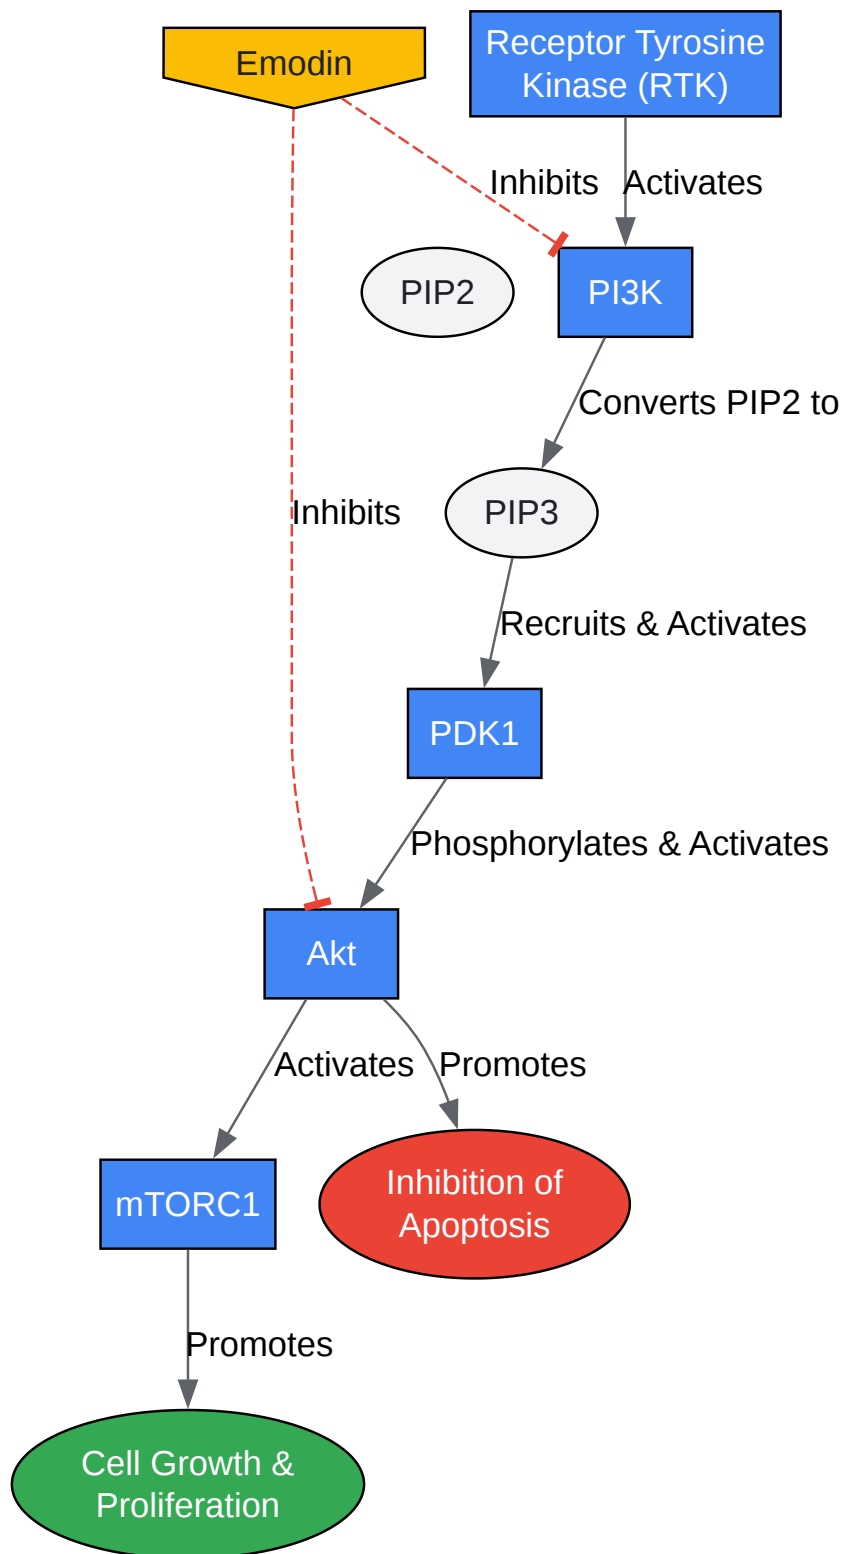 Emodin
Receptor Tyrosine
Kinase (RTK)
Inhibits
Activates
PIP2
PI3K
Converts PIP2 to
Inhibits
PIP3
Recruits & Activates
PDK1
Phosphorylates & Activates
Akt
Activates
Promotes
mTORC1
Inhibition of
Apoptosis
Promotes
Cell Growth &
Proliferation